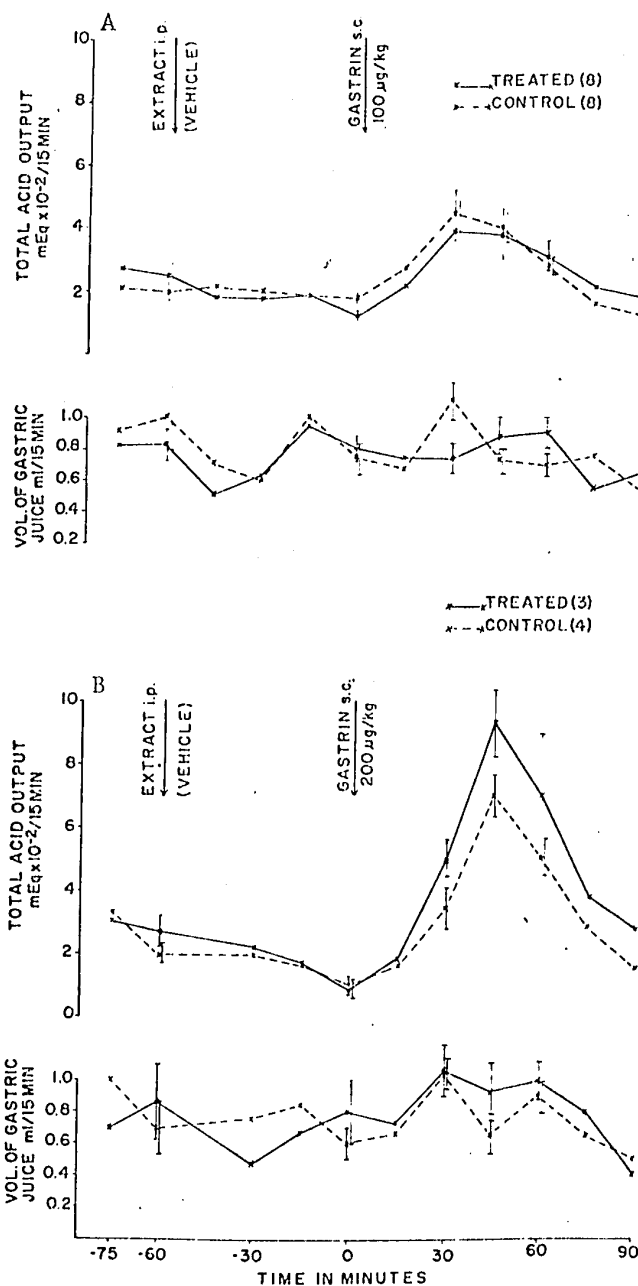 A
EXTRACT i.p.
(VEHICLE)
GASTRIN s.c.
100 µg/kg
TREATED (8)
CONTROL (8)
TOTAL ACID OUTPUT
mEq x 10⁻²/15 MIN
10
8
6
4
2
VOL. OF GASTRIC
JUICE ml/15 MIN
1.0
0.8
0.6
0.4
0.2
TREATED (3)
CONTROL (4)
B
EXTRACT i.p.
(VEHICLE)
GASTRIN s.c.
200 µg/kg
TOTAL ACID OUTPUT
mEq x 10⁻²/15 MIN
10
8
6
4
2
0
VOL. OF GASTRIC
JUICE ml/15 MIN
1.0
0.8
0.6
0.4
0.2
-75 -60 -30 0 30 60 90
TIME IN MINUTES